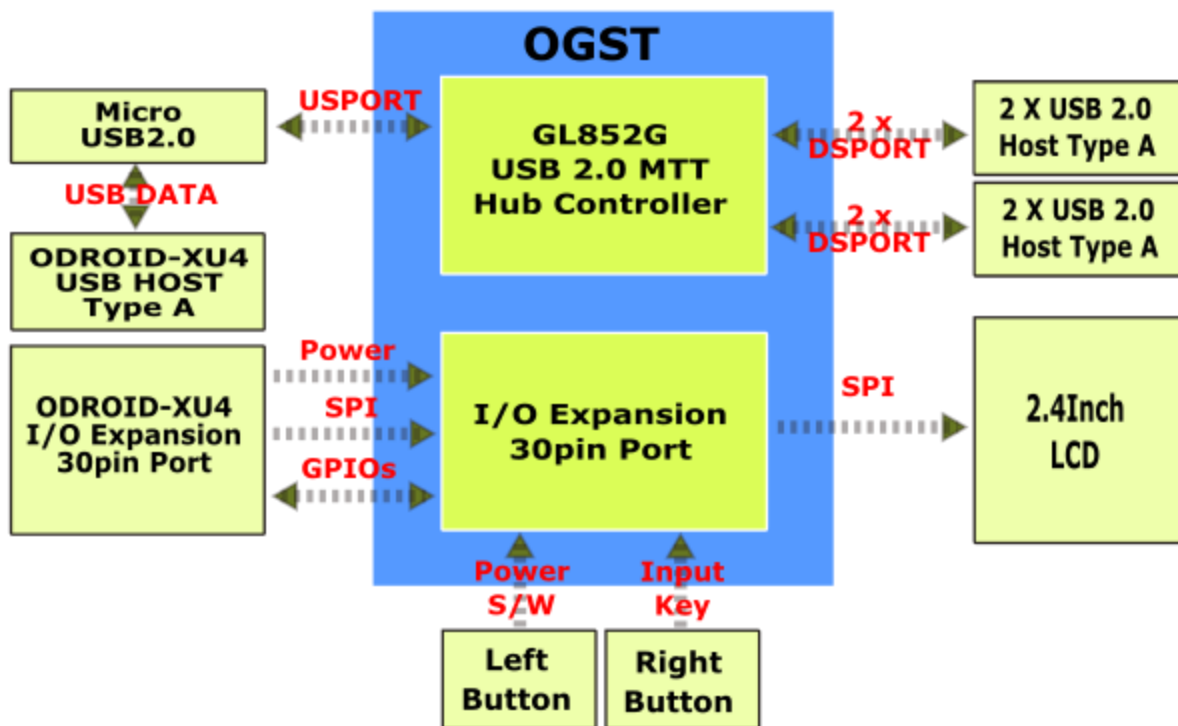 OGST
Micro
USB2.0
USPORT
GL852G
USB 2.0 MTT
Hub Controller
2 x
DSPORT
2 X USB 2.0
Host Type A
USB DATA
2 x
DSPORT
2 X USB 2.0
Host Type A
ODROID-XU4
USB HOST
Type A
ODROID-XU4
I/O Expansion
30pin Port
Power
SPI
GPIOs
I/O Expansion
30pin Port
SPI
2.4Inch
LCD
Power
S/W
Input
Key
Left
Button
Right
Button